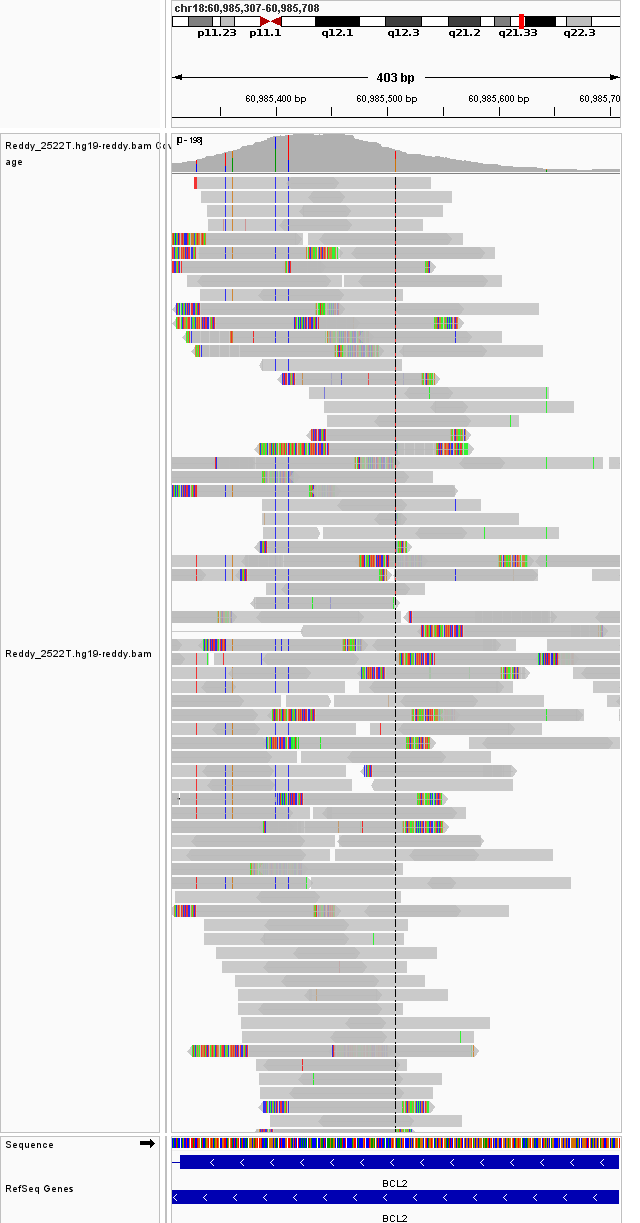 chr18:60,985,307-60,985,708
p11.23 p11.1 q12.1 q12.3 q21.2 q21.33 q22.3
403 bp
60,985,400 bp 60,985,500 bp 60,985,600 bp 60,985,70
[0 - 198]
Reddy_2522T.hg19-reddy.bam Cov
age
Reddy_2522T.hg19-reddy.bam
Sequence
BCL2
RefSeq Genes
BCL2